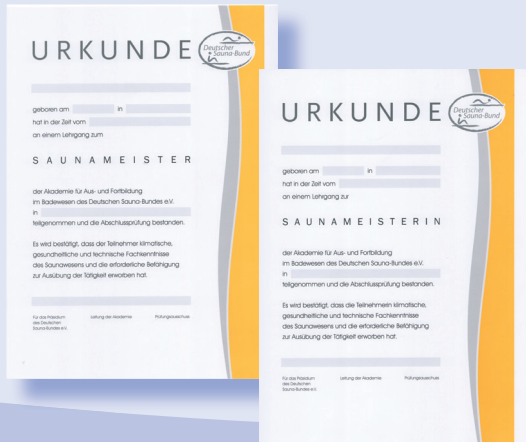 URKUNDE
Deutscher
Sauna-Bund
geboren am in
hat in der Zeit vom
an einem Lehrgang zum
SAUNAMEISTER
der Akademie für Aus- und Fortbildung
im Badewesen des Deutschen Sauna-Bundes e.V.
in
teilgenommen und die Abschlussprüfung bestanden.
Es wird bestätigt, dass der Teilnehmer klimatische,
gesundheitliche und technische Fachkenntnisse
des Saunawesens und die erforderliche Befähigung
zur Ausübung der Tätigkeit erworben hat.
Für das Präsidium
des Deutschen
Sauna-Bundes e.V.
Leitung der Akademie
Prüfungsausschuss
URKUNDE
Deutscher
Sauna-Bund
geboren am in
hat in der Zeit vom
an einem Lehrgang zur
SAUNAMEISTERIN
der Akademie für Aus- und Fortbildung
im Badewesen des Deutschen Sauna-Bundes e.V.
in
teilgenommen und die Abschlussprüfung bestanden.
Es wird bestätigt, dass die Teilnehmerin klimatische,
gesundheitliche und technische Fachkenntnisse
des Saunawesens und die erforderliche Befähigung
zur Ausübung der Tätigkeit erworben hat.
Für das Präsidium
des Deutschen
Sauna-Bundes e.V.
Leitung der Akademie
Prüfungsausschuss